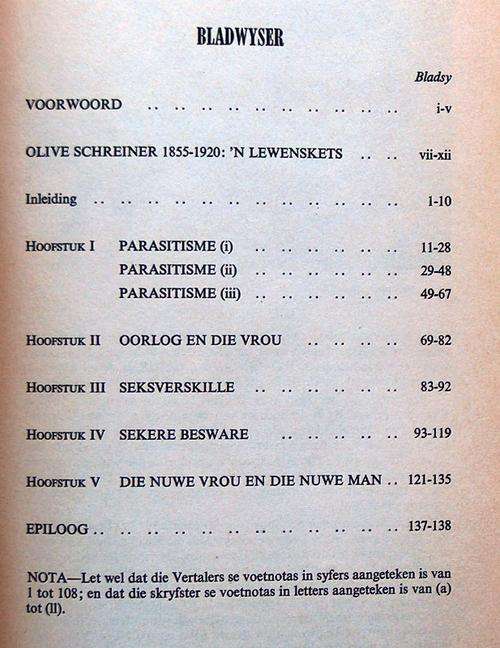 BLADWYSER
Bladsy
VOORWOORD .. .. .. .. .. .. .. .. .. .. i-v
OLIVE SCHREINER 1855-1920: ’N LEWENSKETS .. .. vii-xii
Inleiding .. .. .. .. .. .. .. .. .. .. .. .. 1-10
HOOFSTUK I PARASITISME (i) .. .. .. .. .. .. 11-28
PARASITISME (ii) .. .. .. .. .. .. 29-48
PARASITISME (iii) .. .. .. .. .. .. 49-67
HOOFSTUK II OORLOG EN DIE VROU .. .. .. .. 69-82
HOOFSTUK III SEKSVERSKILLE .. .. .. .. .. .. 83-92
HOOFSTUK IV SEKERE BESWARE .. .. .. .. .. 93-119
HOOFSTUK V DIE NUWE VROU EN DIE NUWE MAN .. 121-135
EPILOOG .. .. .. .. .. .. .. .. .. .. .. .. 137-138
NOTA—Let wel dat die Vertalers se voetnotas in syfers aangeteken is van
1 tot 108; en dat die skryfster se voetnotas in letters aangeteken is van (a)
tot (ll).